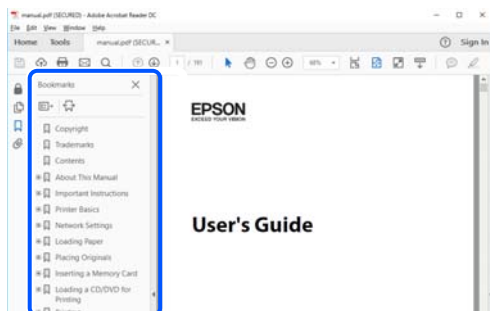 manual.pdf (SECURED) - Adobe Acrobat Reader DC
File Edit View Window Help
Home Tools manual.pdf (SECUR... × Sign In
1 / 191
Bookmarks
Copyright
Trademarks
Contents
About This Manual
Important Instructions
Printer Basics
Network Settings
Loading Paper
Placing Originals
Inserting a Memory Card
Loading a CD/DVD for
Printing
EPSON
EXCEED YOUR VISION
User's Guide